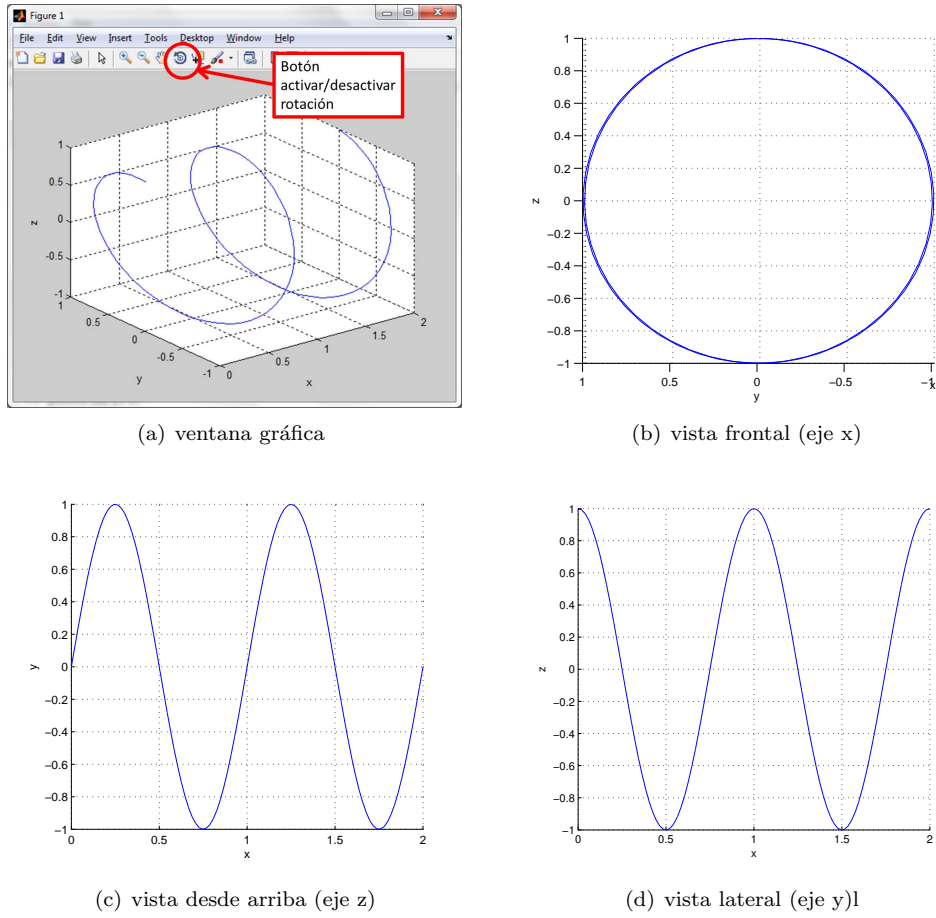 Figure 1
File Edit View Insert Tools Desktop Window Help
Botón
activar/desactivar
rotación
1
0.5
0
-0.5
-1
z
1
0.5
0
-0.5
-1
y
0
0.5
1
1.5
2
x
(a) ventana gráfica
1
0.8
0.6
0.4
0.2
0
−0.2
−0.4
−0.6
−0.8
−1
z
1 0.5 0 −0.5 −1
x
y
(b) vista frontal (eje x)
1
0.8
0.6
0.4
0.2
0
−0.2
−0.4
−0.6
−0.8
−1
y
0 0.5 1 1.5 2
x
(c) vista desde arriba (eje z)
1
0.8
0.6
0.4
0.2
0
−0.2
−0.4
−0.6
−0.8
−1
z
0 0.5 1 1.5 2
x
(d) vista lateral (eje y)l